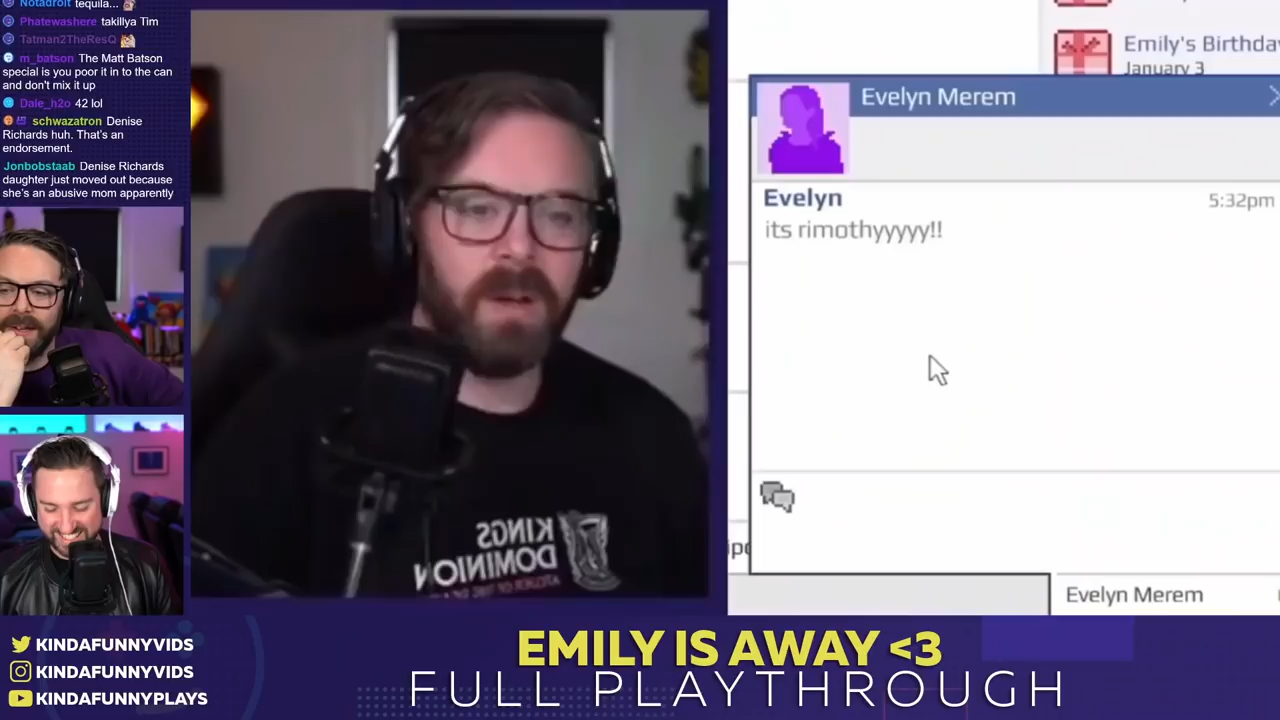 Notadroit tequila...
Phatewashere takillya Tim
Tatman2TheResQ
m_batson The Matt Batson
special is you poor it in to the can
and don't mix it up
Dale_h2o 42 lol
schwazatron Denise
Richards huh. That's an
endorsement.
Jonbobstaab Denise Richards
daughter just moved out because
she's an abusive mom apparently
KINGS
DOMINION
Emily's Birthday
January 3
Evelyn Merem
Evelyn
5:32pm
its rimothyyyyy!!
Evelyn Merem
KINDAFUNNYVIDS
KINDAFUNNYVIDS
KINDAFUNNYPLAYS
EMILY IS AWAY <3
FULL PLAYTHROUGH